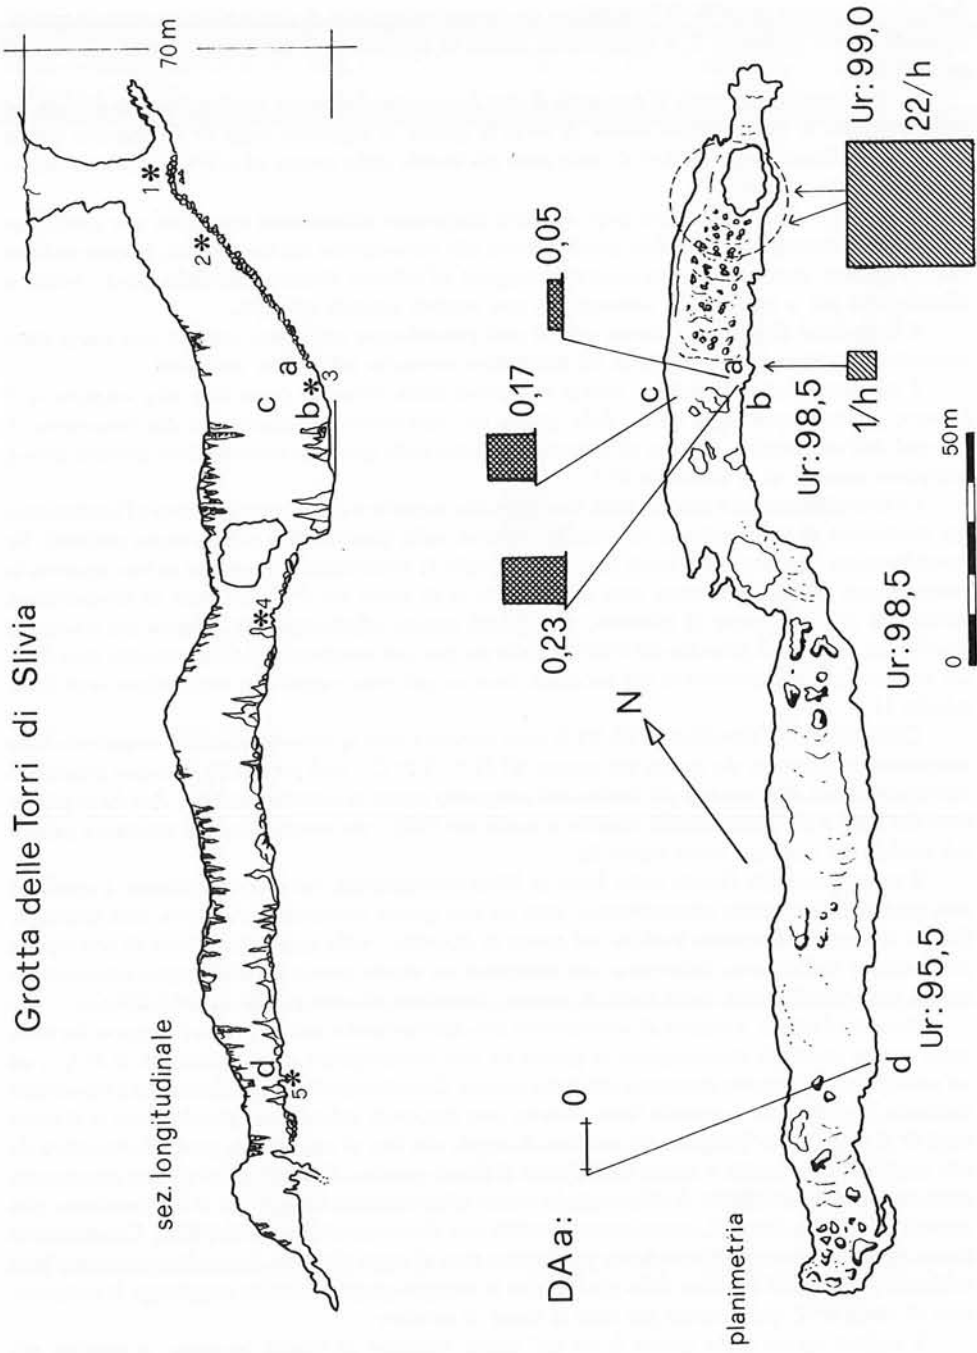 Grotta delle Torri di Slivia
sez. longitudinale
70 m
1*
2*
a
3
b*
c
*4
d
5*
0,05
0,17
0,23
c
a
b
N
DAa:
0
d
planimetria
Ur:99,0
22/h
Ur:98,5
1/h
Ur:98,5
Ur:95,5
0 50m